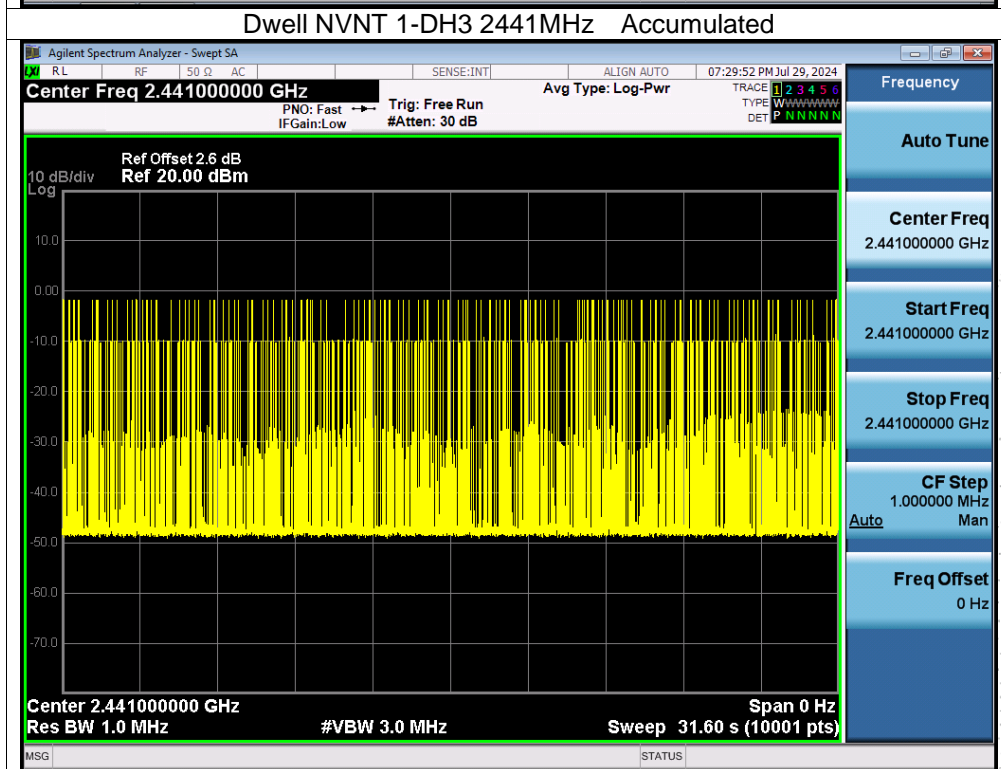 Dwell NVNT 1-DH3 2441MHz Accumulated
Agilent Spectrum Analyzer - Swept SA
LXI RL RF 50 Ω AC SENSE:INT ALIGN AUTO 07:29:52 PM Jul 29, 2024
Center Freq 2.441000000 GHz
PNO: Fast
IFGain:Low
Trig: Free Run
#Atten: 30 dB
Avg Type: Log-Pwr
TRACE 1 2 3 4 5 6
TYPE W W W W W W
DET P N N N N N
Ref Offset 2.6 dB
10 dB/div Ref 20.00 dBm
Log
10.0
0.00
-10.0
-20.0
-30.0
-40.0
-50.0
-60.0
-70.0
Center 2.441000000 GHz Span 0 Hz
Res BW 1.0 MHz #VBW 3.0 MHz Sweep 31.60 s (10001 pts)
MSG STATUS
Frequency
Auto Tune
Center Freq
2.441000000 GHz
Start Freq
2.441000000 GHz
Stop Freq
2.441000000 GHz
CF Step
1.000000 MHz
Auto Man
Freq Offset
0 Hz